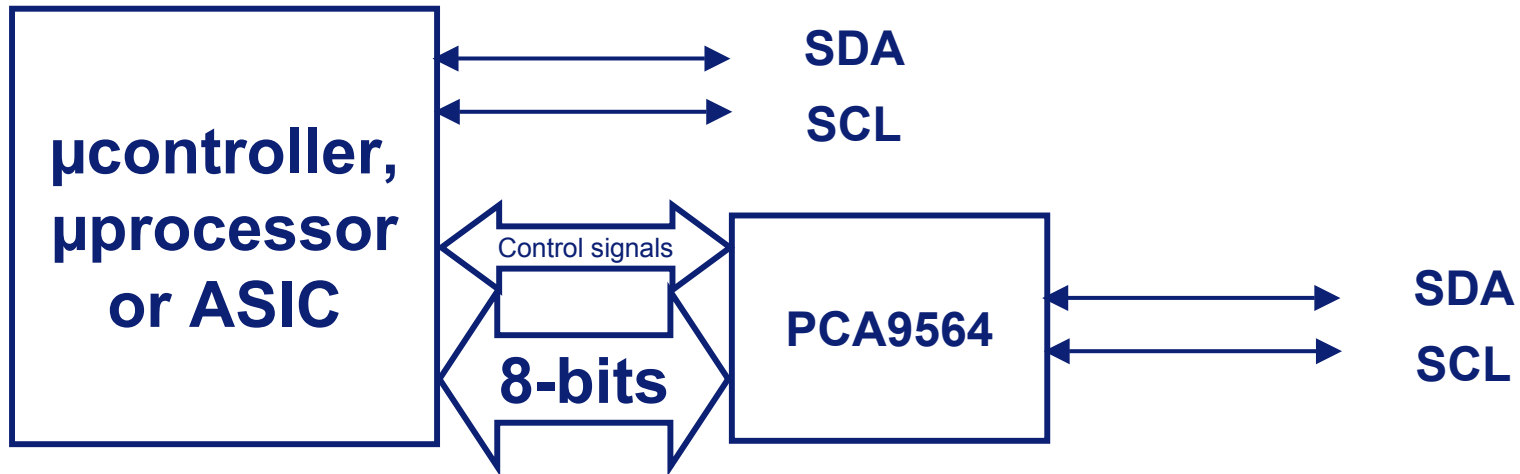 SDA
SCL
µcontroller,
µprocessor
or ASIC
Control signals
8-bits
PCA9564
SDA
SCL